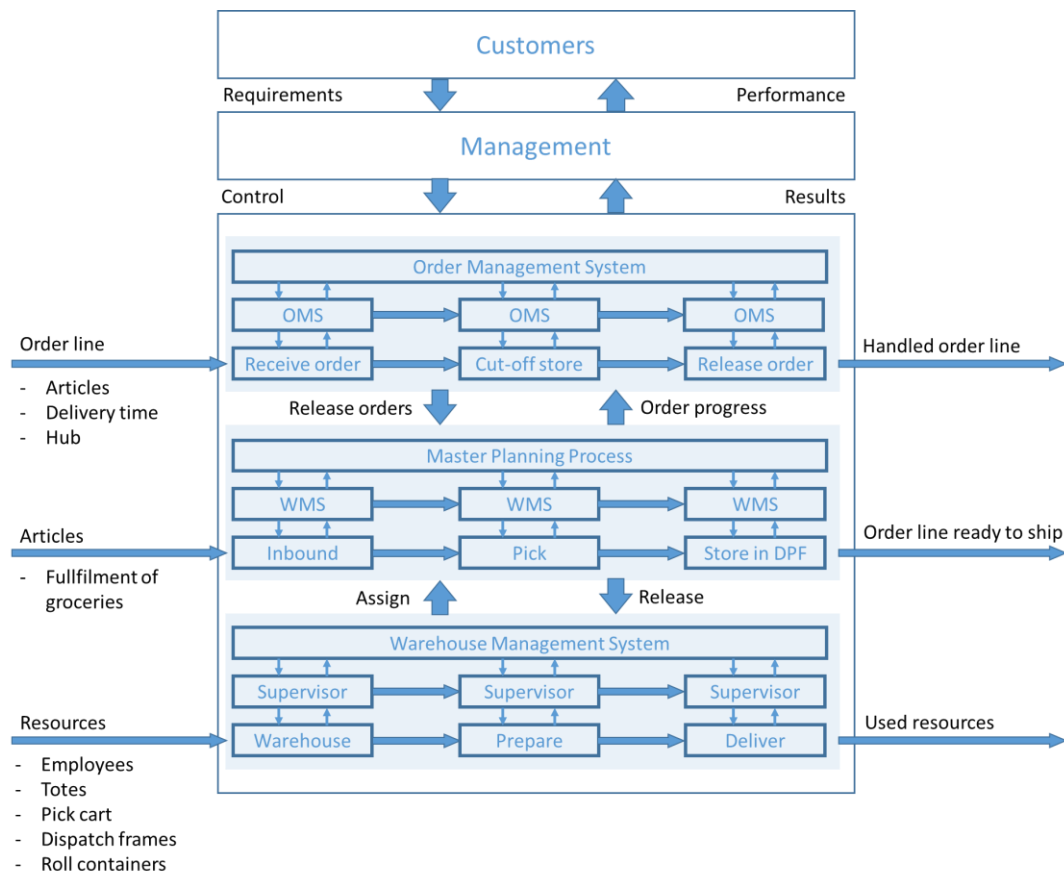 Customers
Requirements
Performance
Management
Control
Results
Order Management System
OMS
OMS
OMS
Order line
Handled order line
Receive order
Cut-off store
Release order
- Articles
- Delivery time
- Hub
Release orders
Order progress
Master Planning Process
WMS
WMS
WMS
Articles
Order line ready to ship
Inbound
Pick
Store in DPF
- Fullfilment of
groceries
Assign
Release
Warehouse Management System
Supervisor
Supervisor
Supervisor
Resources
Used resources
Warehouse
Prepare
Deliver
- Employees
- Totes
- Pick cart
- Dispatch frames
- Roll containers